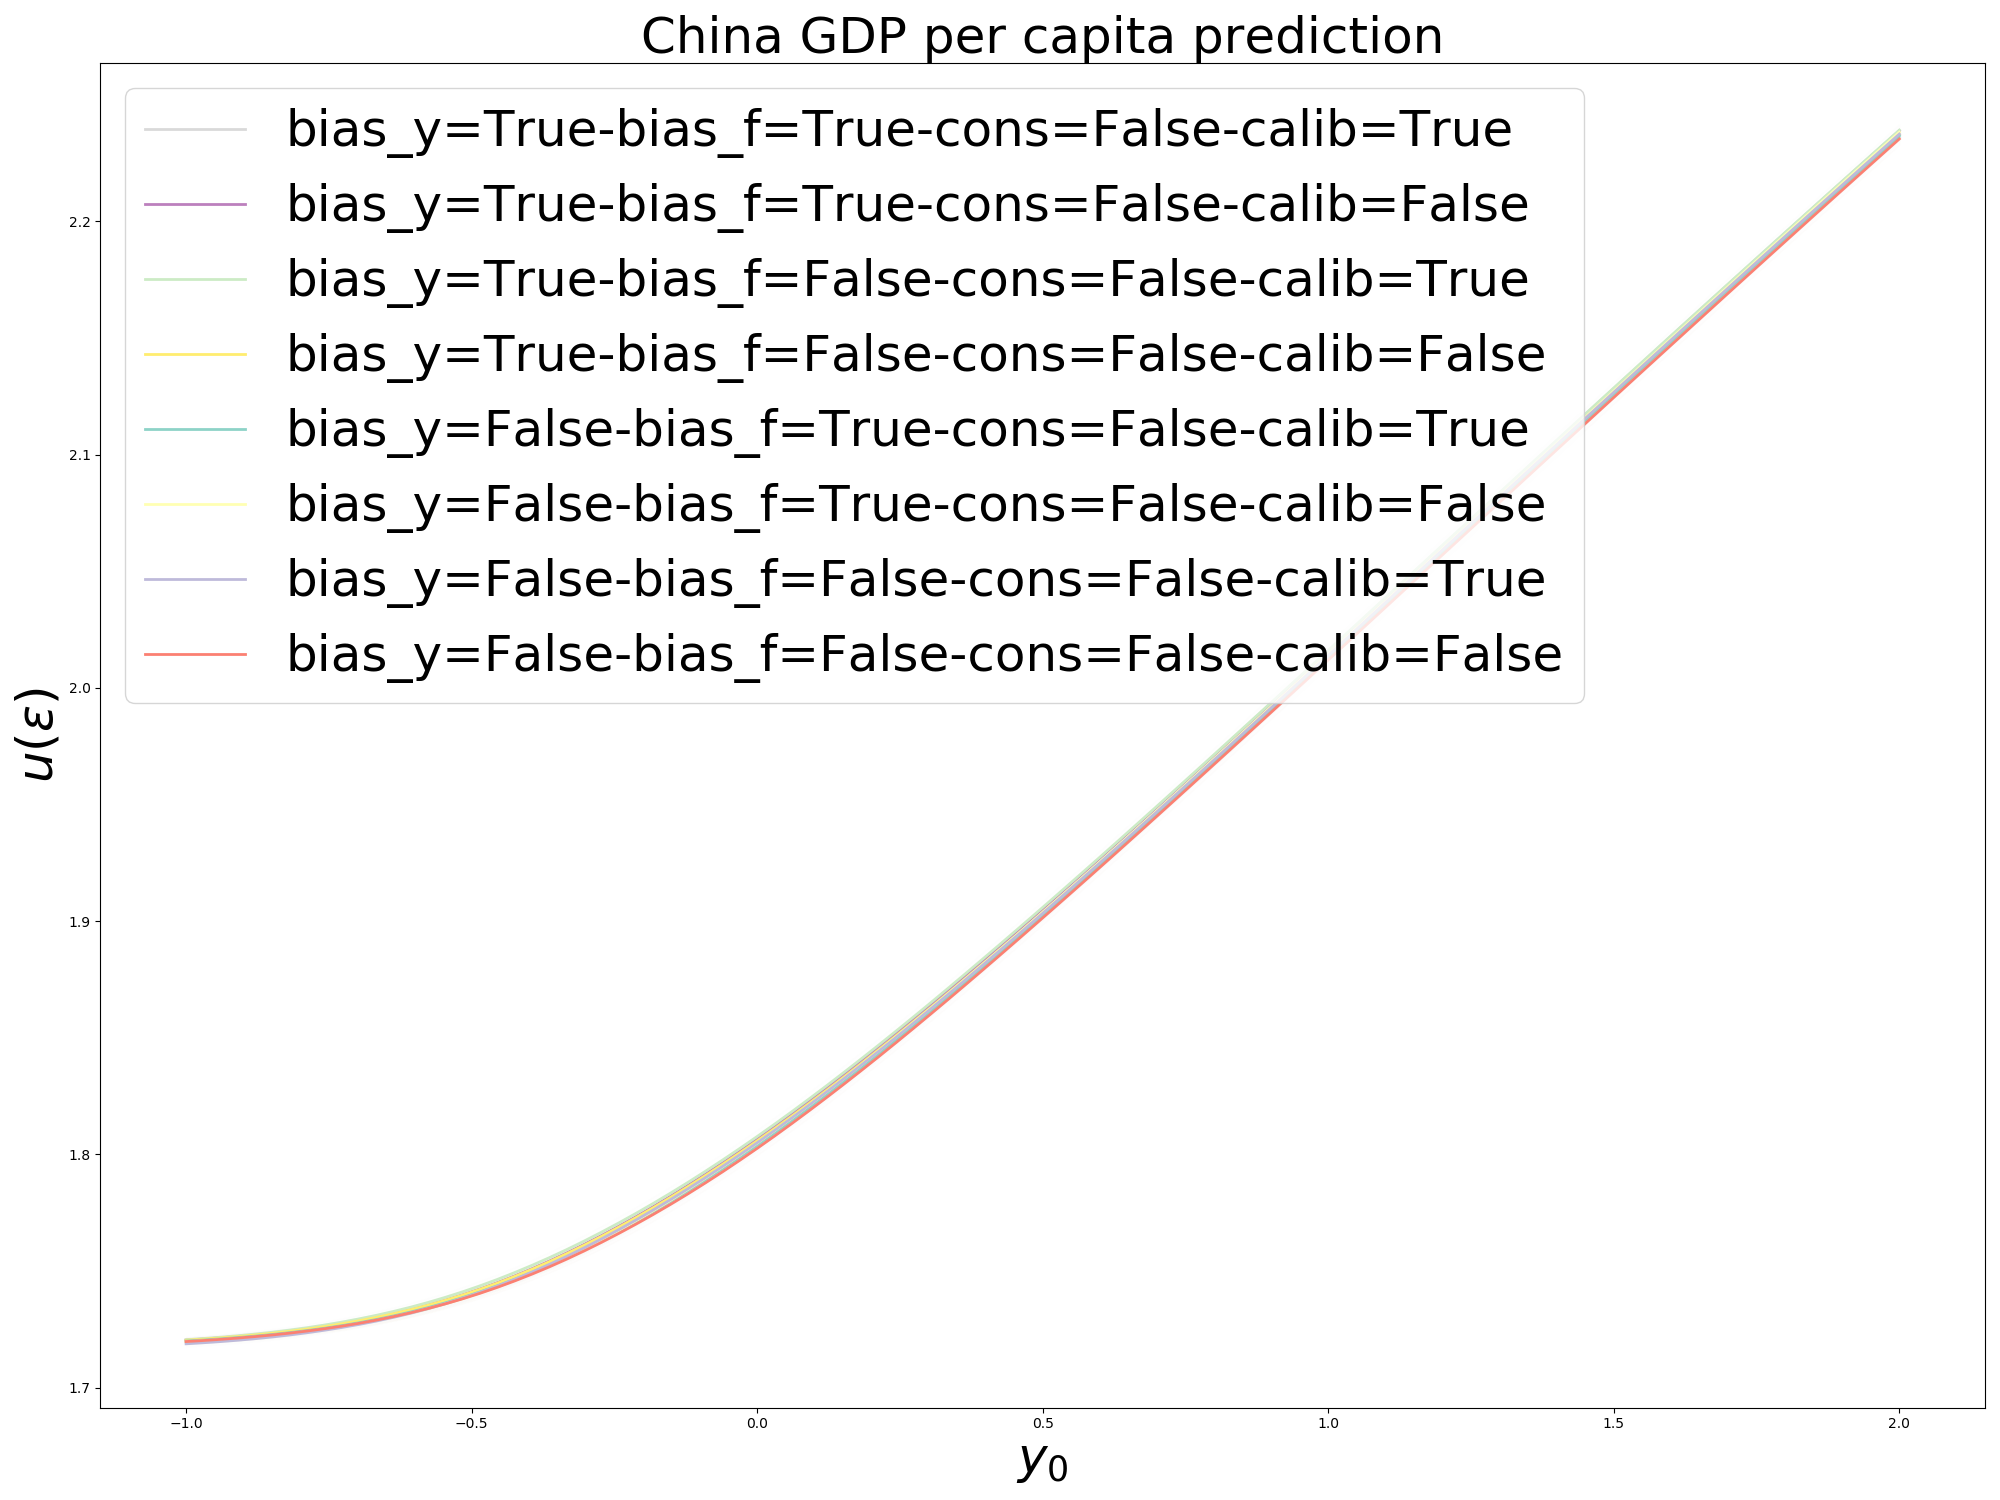 China GDP per capita prediction
bias_y=True-bias_f=True-cons=False-calib=True
bias_y=True-bias_f=True-cons=False-calib=False
bias_y=True-bias_f=False-cons=False-calib=True
bias_y=True-bias_f=False-cons=False-calib=False
bias_y=False-bias_f=True-cons=False-calib=True
bias_y=False-bias_f=True-cons=False-calib=False
bias_y=False-bias_f=False-cons=False-calib=True
bias_y=False-bias_f=False-cons=False-calib=False
u(ε)
2.2
2.1
2.0
1.9
1.8
1.7
−1.0 −0.5 0.0 0.5 1.0 1.5 2.0
y₀